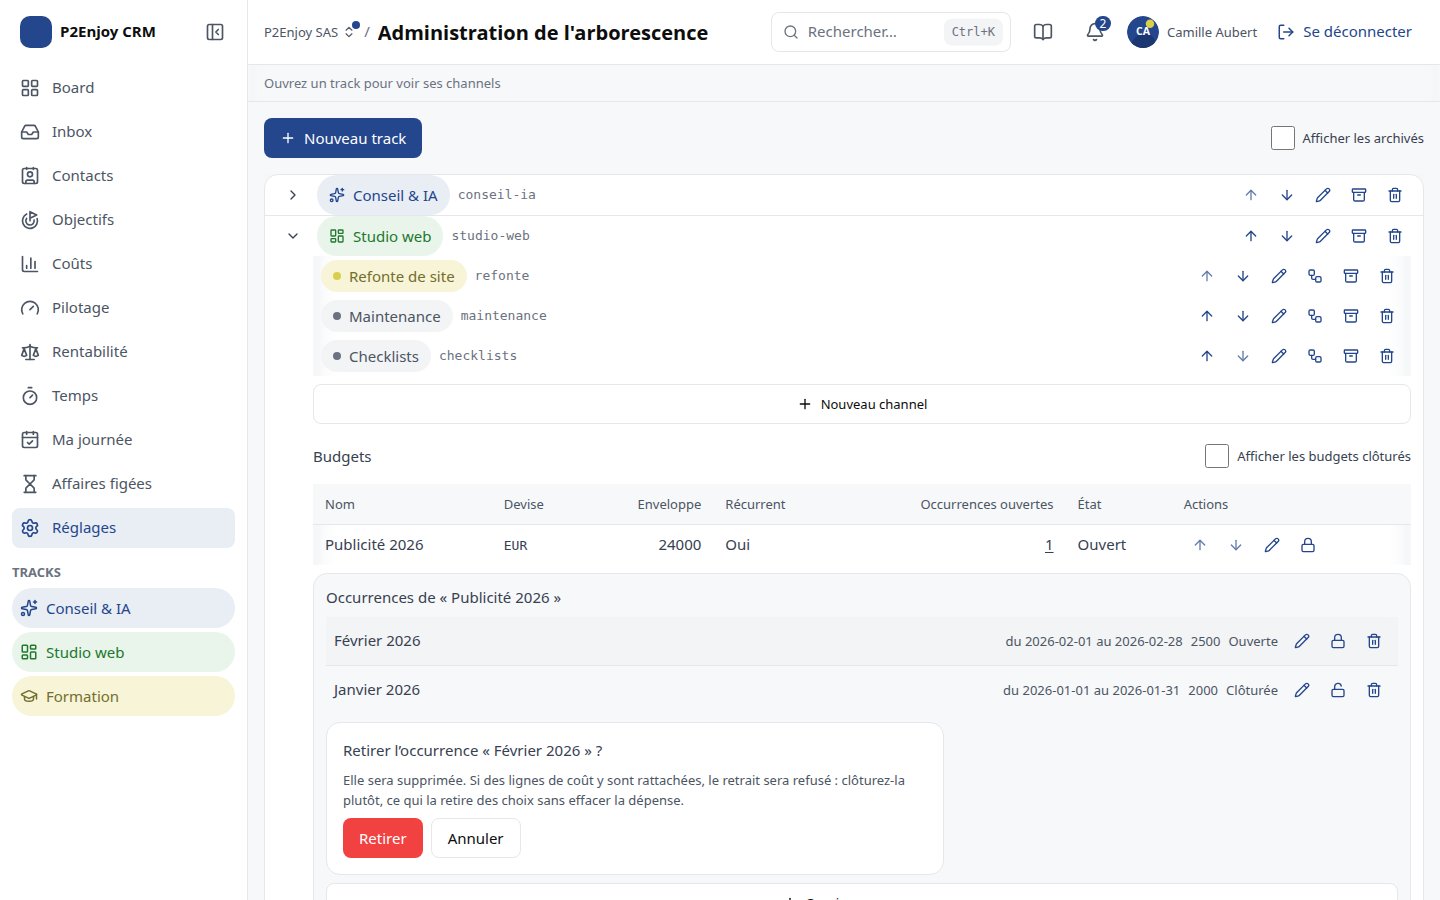 P2Enjoy CRM
Board
Inbox
Contacts
Objectifs
Coûts
Pilotage
Rentabilité
Temps
Ma journée
Affaires figées
Réglages
TRACKS
Conseil & IA
Studio web
Formation
P2Enjoy SAS / Administration de l'arborescence
Rechercher... Ctrl+K
2
CA Camille Aubert
Se déconnecter
Ouvrez un track pour voir ses channels
Nouveau track
Afficher les archivés
Conseil & IA conseil-ia
Studio web studio-web
Refonte de site refonte
Maintenance maintenance
Checklists checklists
Nouveau channel
Budgets
Afficher les budgets clôturés
Nom Devise Enveloppe Récurrent Occurrences ouvertes État Actions
Publicité 2026 EUR 24000 Oui 1 Ouvert
Occurrences de « Publicité 2026 »
Février 2026 du 2026-02-01 au 2026-02-28 2500 Ouverte
Janvier 2026 du 2026-01-01 au 2026-01-31 2000 Clôturée
Retirer l'occurrence « Février 2026 » ?
Elle sera supprimée. Si des lignes de coût y sont rattachées, le retrait sera refusé : clôturez-la
plutôt, ce qui la retire des choix sans effacer la dépense.
Retirer
Annuler